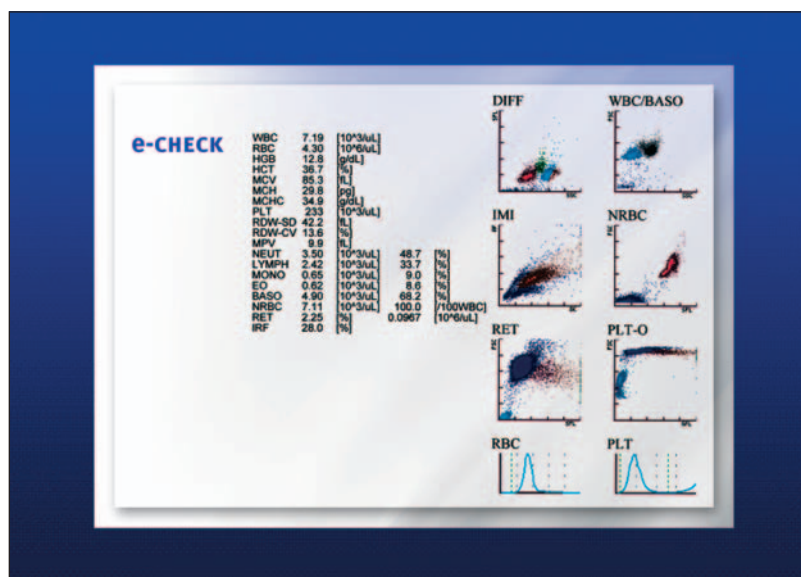 e-CHECK
WBC 7.19 [10^3/uL]
RBC 4.30 [10^6/uL]
HGB 12.8 [g/dL]
HCT 36.7 [%]
MCV 85.3 [fL]
MCH 29.8 [pg]
MCHC 34.9 [g/dL]
PLT 233 [10^3/uL]
RDW-SD 42.2 [fL]
RDW-CV 13.6 [%]
MPV 9.9 [fL]
NEUT 3.50 [10^3/uL] 48.7 [%]
LYMPH 2.42 [10^3/uL] 33.7 [%]
MONO 0.65 [10^3/uL] 9.0 [%]
EO 0.62 [10^3/uL] 8.6 [%]
BASO 4.90 [10^3/uL] 68.2 [%]
NRBC 7.11 [10^3/uL] 100.0 [/100WBC]
RET 2.25 [%] 0.0967 [10^6/uL]
IRF 28.0 [%]
DIFF
WBC/BASO
IMI
NRBC
RET
PLT-O
RBC
PLT